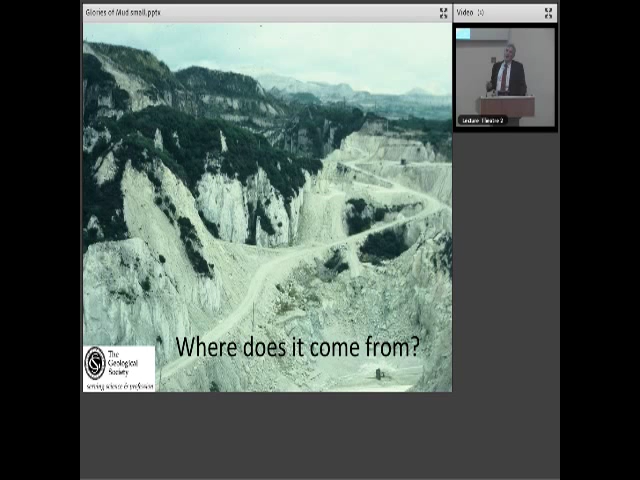 Glories of Mud small.pptx
Video (1)
Lecture Theatre 2
Where does it come from?
The
Geological
Society
serving science & profession